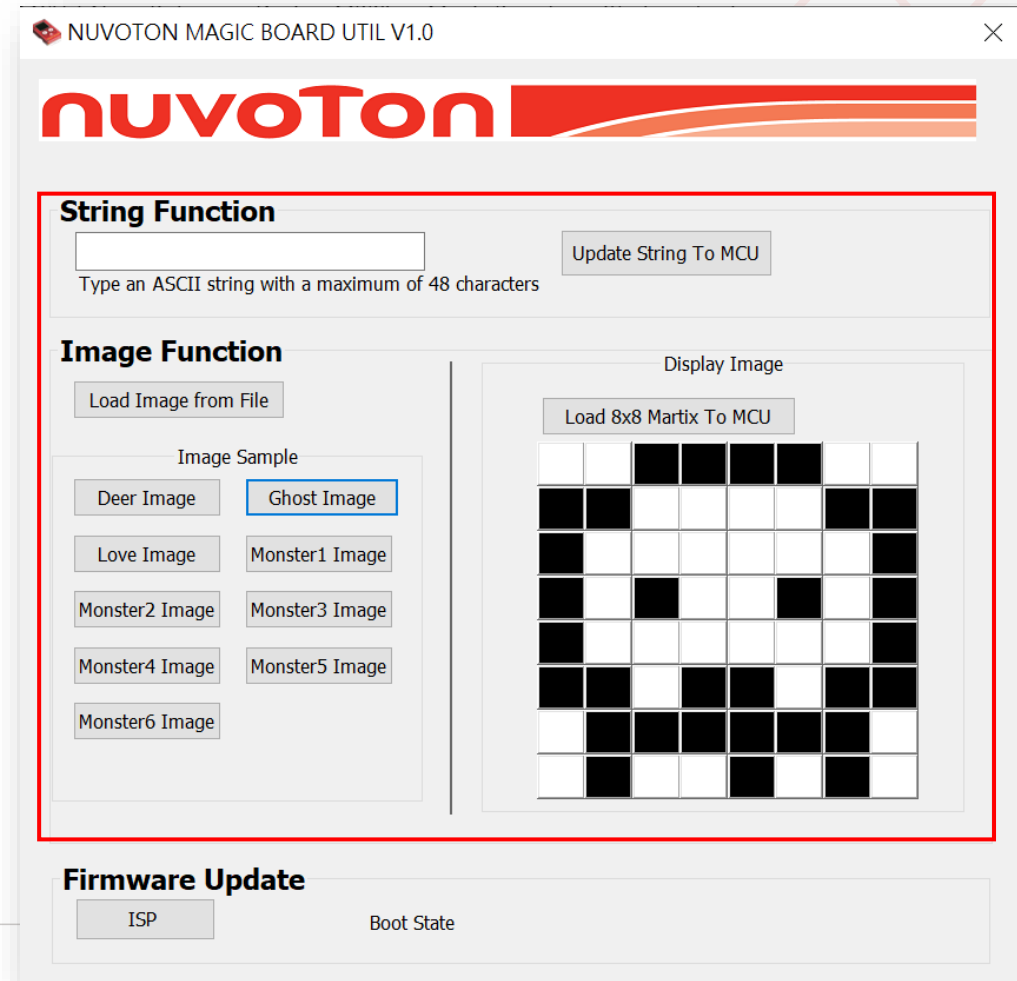 NUVOTON MAGIC BOARD UTIL V1.0
nuvoTon
String Function
Update String To MCU
Type an ASCII string with a maximum of 48 characters
Image Function
Load Image from File
Image Sample
Deer Image
Ghost Image
Love Image
Monster1 Image
Monster2 Image
Monster3 Image
Monster4 Image
Monster5 Image
Monster6 Image
Display Image
Load 8x8 Martix To MCU
Firmware Update
ISP
Boot State